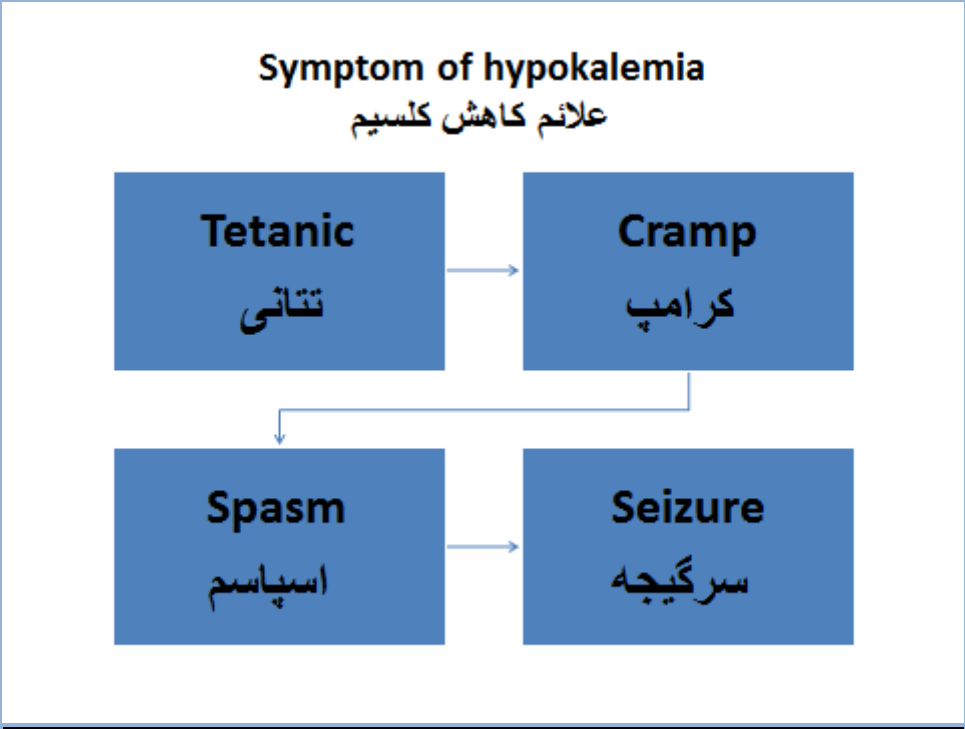 Symptom of hypokalemia
علائم کاهش کلسیم
Tetanic
تتانی
Cramp
کرامپ
Spasm
اسپاسم
Seizure
سرگیجه